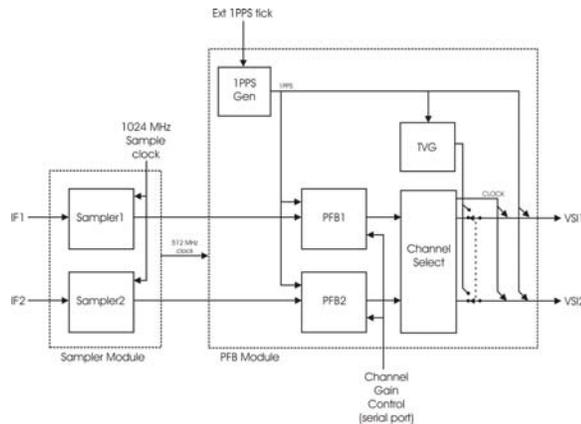 Ext 1PPS tick
1PPS
Gen
1PPS
1024 MHz
Sample
clock
TVG
CLOCK
IF1
Sampler1
PFB1
Channel
Select
VSI1
512 MHz
clock
IF2
Sampler2
PFB2
VSI2
Sampler Module
PFB Module
Channel
Gain
Control
(serial port)